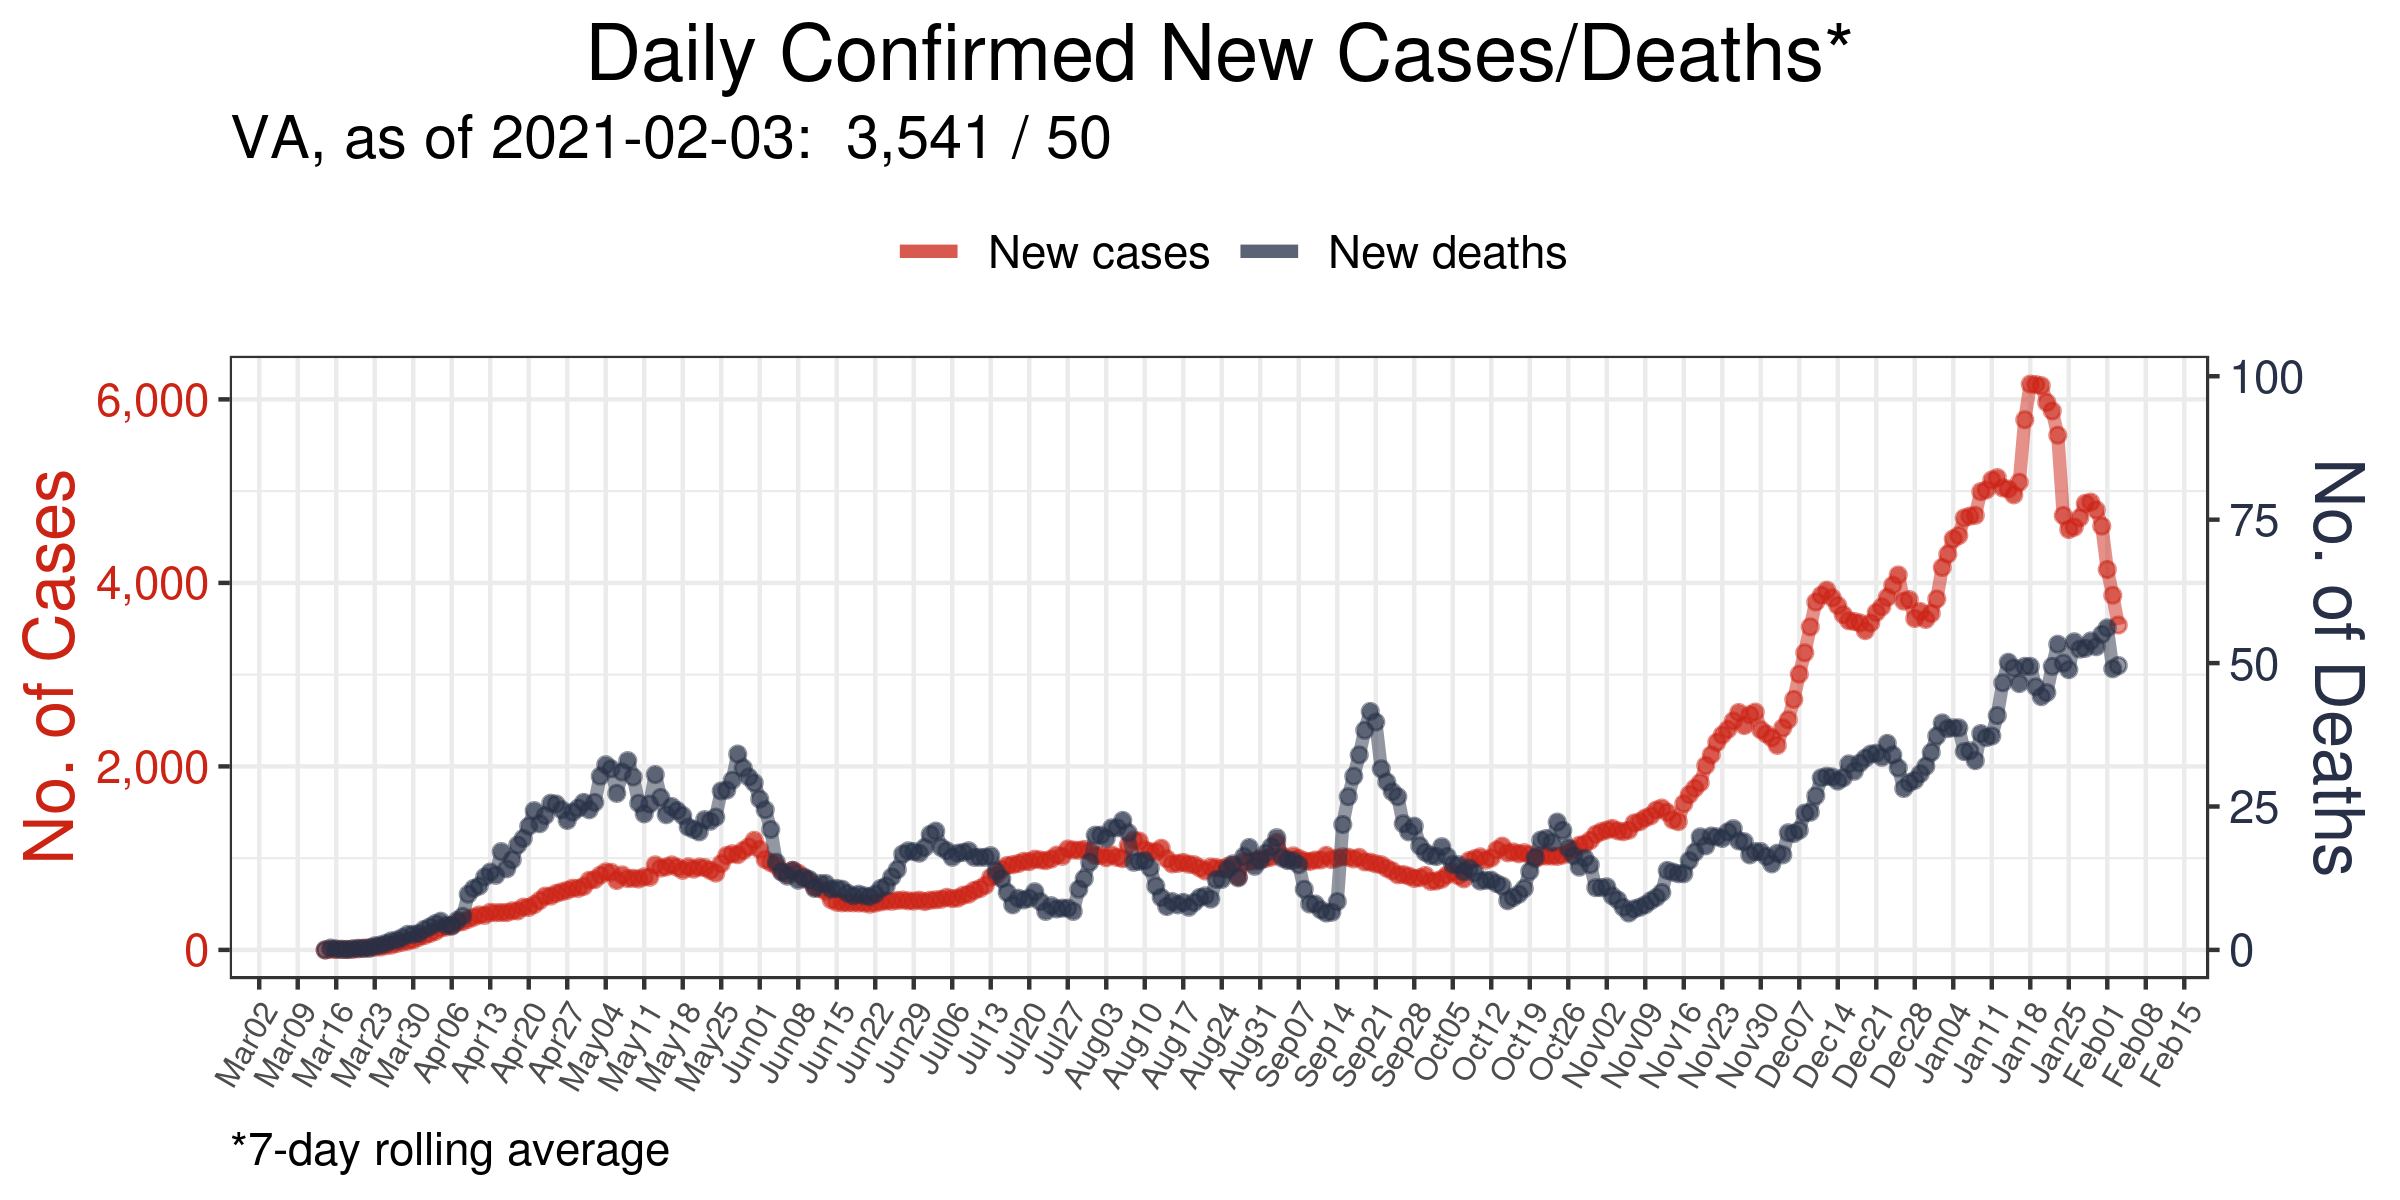 Daily Confirmed New Cases/Deaths*
VA, as of 2021-02-03:  3,541 / 50
New cases
New deaths
No. of Cases
6,000
4,000
2,000
0
100
75
50
25
0
No. of Deaths
Mar02
Mar09
Mar16
Mar23
Mar30
Apr06
Apr13
Apr20
Apr27
May04
May11
May18
May25
Jun01
Jun08
Jun15
Jun22
Jun29
Jul06
Jul13
Jul20
Jul27
Aug03
Aug10
Aug17
Aug24
Aug31
Sep07
Sep14
Sep21
Sep28
Oct05
Oct12
Oct19
Oct26
Nov02
Nov09
Nov16
Nov23
Nov30
Dec07
Dec14
Dec21
Dec28
Jan04
Jan11
Jan18
Jan25
Feb01
Feb08
Feb15
*7-day rolling average